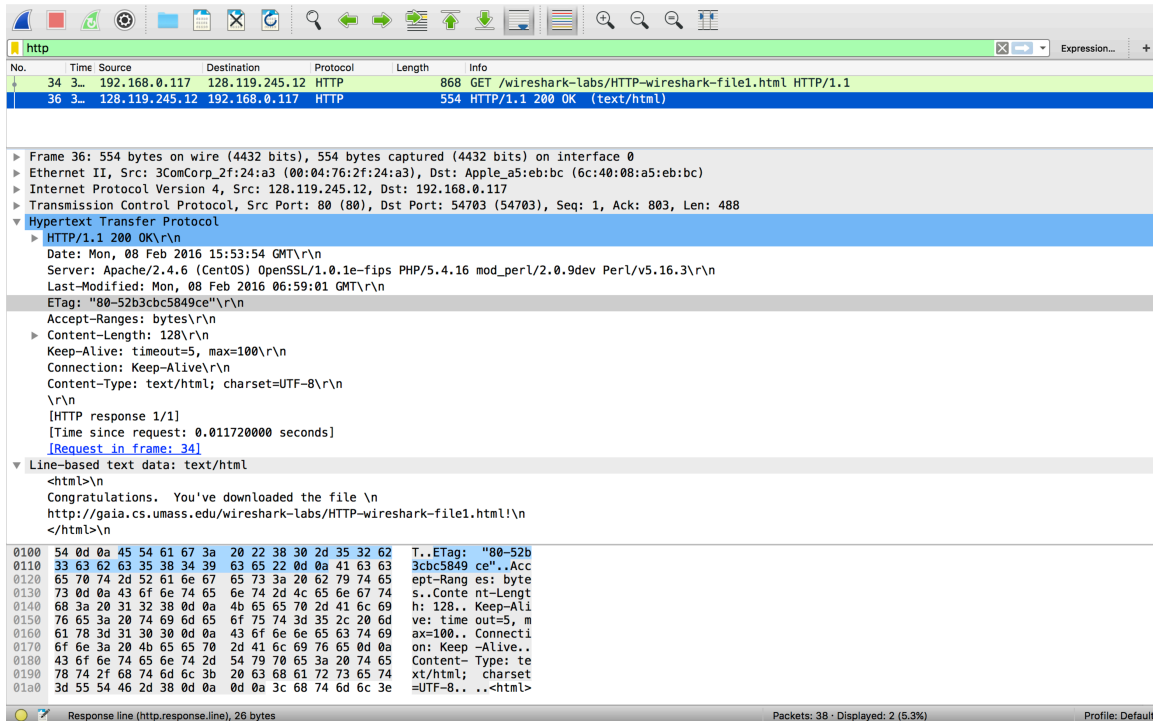 http Expression... +
No. Time Source Destination Protocol Length Info
34 3… 192.168.0.117 128.119.245.12 HTTP 868 GET /wireshark-labs/HTTP-wireshark-file1.html HTTP/1.1
36 3… 128.119.245.12 192.168.0.117 HTTP 554 HTTP/1.1 200 OK (text/html)
Frame 36: 554 bytes on wire (4432 bits), 554 bytes captured (4432 bits) on interface 0
Ethernet II, Src: 3ComCorp_2f:24:a3 (00:04:76:2f:24:a3), Dst: Apple_a5:eb:bc (6c:40:08:a5:eb:bc)
Internet Protocol Version 4, Src: 128.119.245.12, Dst: 192.168.0.117
Transmission Control Protocol, Src Port: 80 (80), Dst Port: 54703 (54703), Seq: 1, Ack: 803, Len: 488
Hypertext Transfer Protocol
HTTP/1.1 200 OK\r\n
Date: Mon, 08 Feb 2016 15:53:54 GMT\r\n
Server: Apache/2.4.6 (CentOS) OpenSSL/1.0.1e-fips PHP/5.4.16 mod_perl/2.0.9dev Perl/v5.16.3\r\n
Last-Modified: Mon, 08 Feb 2016 06:59:01 GMT\r\n
ETag: "80-52b3cbc5849ce"\r\n
Accept-Ranges: bytes\r\n
Content-Length: 128\r\n
Keep-Alive: timeout=5, max=100\r\n
Connection: Keep-Alive\r\n
Content-Type: text/html; charset=UTF-8\r\n
\r\n
[HTTP response 1/1]
[Time since request: 0.011720000 seconds]
[Request in frame: 34]
Line-based text data: text/html
<html>\n
Congratulations.  You've downloaded the file \n
http://gaia.cs.umass.edu/wireshark-labs/HTTP-wireshark-file1.html!\n
</html>\n
0100 54 0d 0a 45 54 61 67 3a 20 22 38 30 2d 35 32 62 T..ETag: "80-52b
0110 33 63 62 63 35 38 34 39 63 65 22 0d 0a 41 63 63 3cbc5849 ce"..Acc
0120 65 70 74 2d 52 61 6e 67 65 73 3a 20 62 79 74 65 ept-Rang es: byte
0130 73 0d 0a 43 6f 6e 74 65 6e 74 2d 4c 65 6e 67 74 s..Conte nt-Lengt
0140 68 3a 20 31 32 38 0d 0a 4b 65 65 70 2d 41 6c 69 h: 128.. Keep-Ali
0150 76 65 3a 20 74 69 6d 65 6f 75 74 3d 35 2c 20 6d ve: time out=5, m
0160 61 78 3d 31 30 30 0d 0a 43 6f 6e 6e 65 63 74 69 ax=100.. Connecti
0170 6f 6e 3a 20 4b 65 65 70 2d 41 6c 69 76 65 0d 0a on: Keep -Alive..
0180 43 6f 6e 74 65 6e 74 2d 54 79 70 65 3a 20 74 65 Content- Type: te
0190 78 74 2f 68 74 6d 6c 3b 20 63 68 61 72 73 65 74 xt/html; charset
01a0 3d 55 54 46 2d 38 0d 0a 0d 0a 3c 68 74 6d 6c 3e =UTF-8.. ..<html>
Response line (http.response.line), 26 bytes Packets: 38 · Displayed: 2 (5.3%) Profile: Default